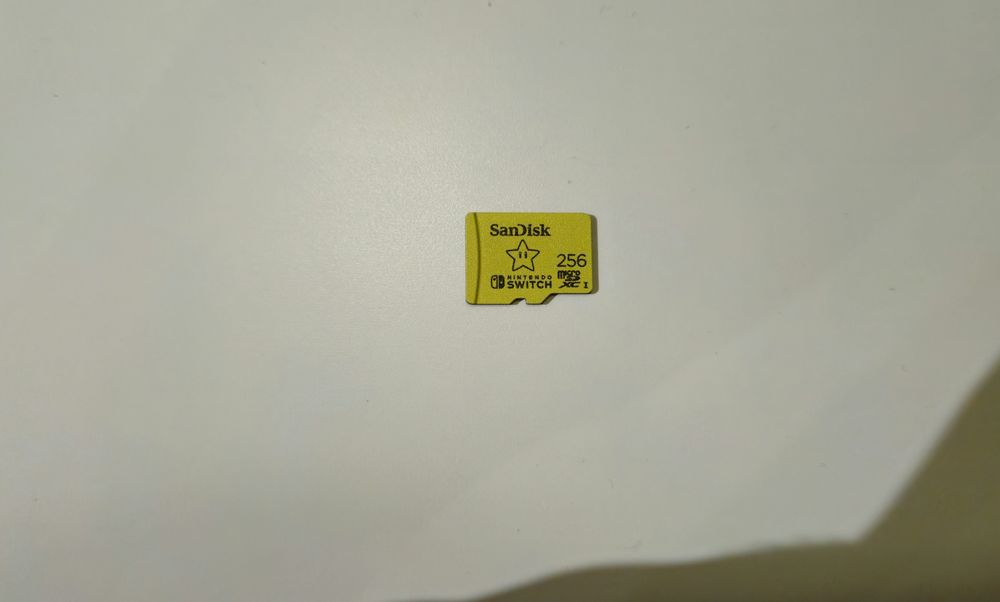 SanDisk
256
micro
SD
XC I
NINTENDO
SWITCH